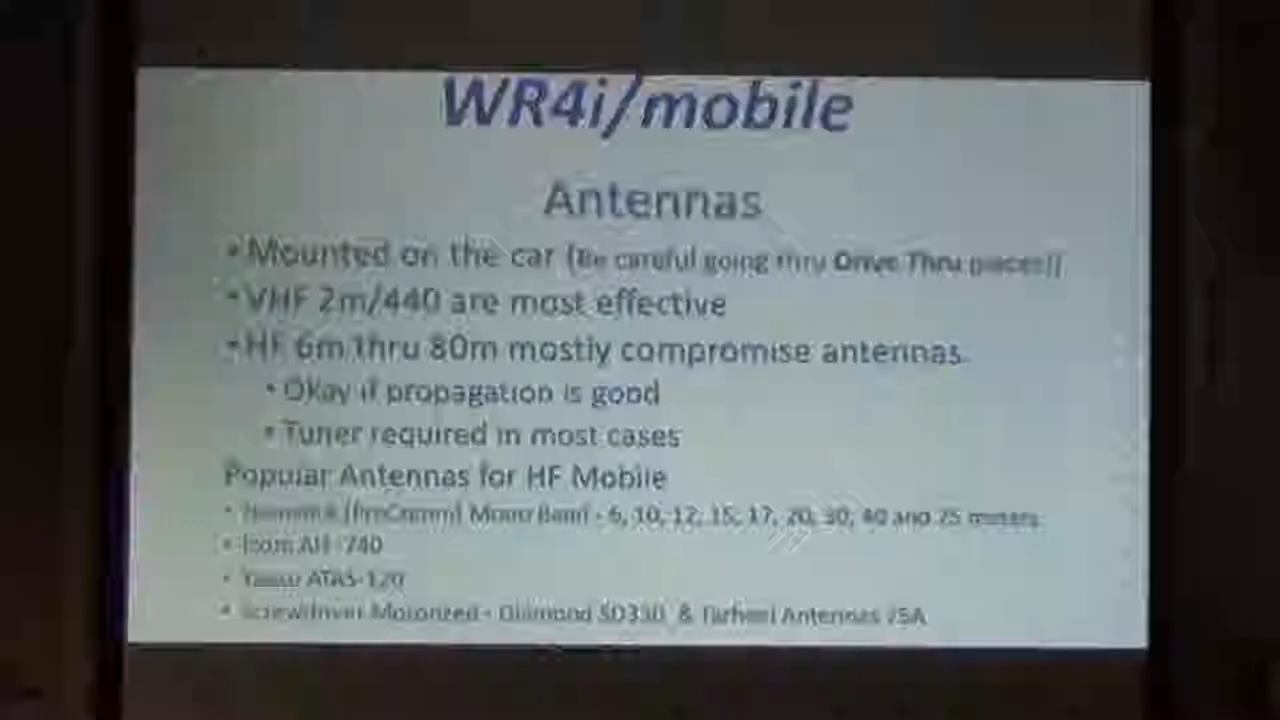 WR4i/mobile
Antennas
• Mounted on the car (Be careful going thru Drive Thru places!)
• VHF 2m/440 are most effective
• HF 6m thru 80m mostly compromise antennas
• Okay if propagation is good
• Tuner required in most cases
Popular Antennas for HF Mobile
• (ProComm) Mono Band - 6, 10, 12, 15, 17, 20, 30, 40 and 75 meters
• Icom AH-740
• Yaesu ATAS-120
• Screwdriver Motorized - Diamond SD330 & Tarheel Antennas 75A